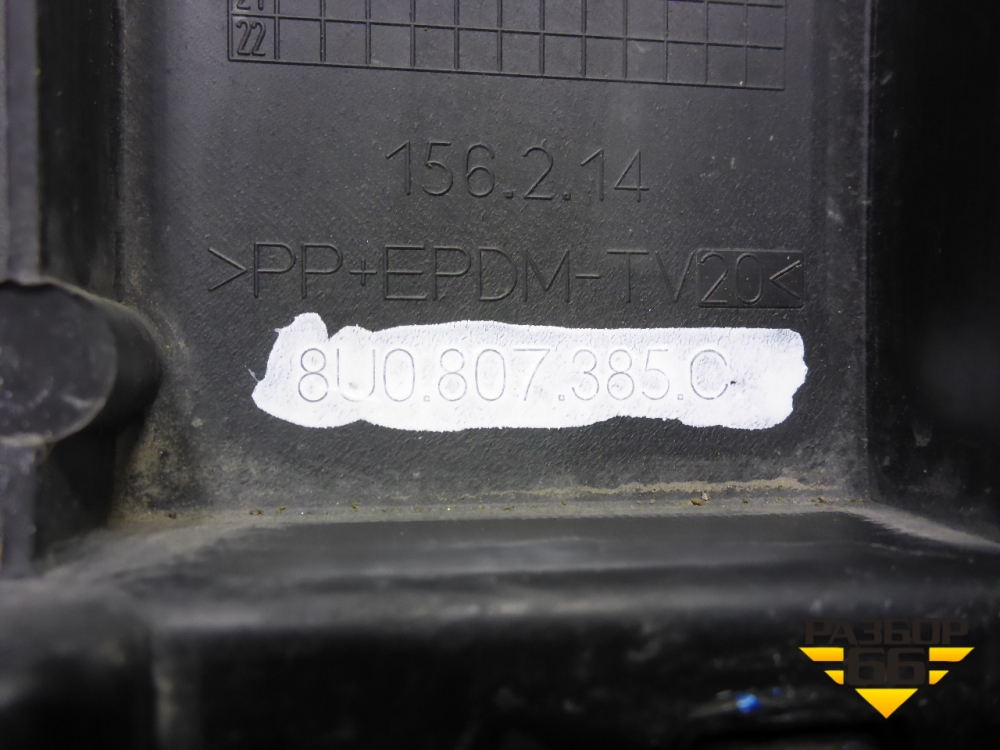 21
22
156.2.14
>PP+EPDM-TV20<
8U0.807.385.C
РАЗБОР
66